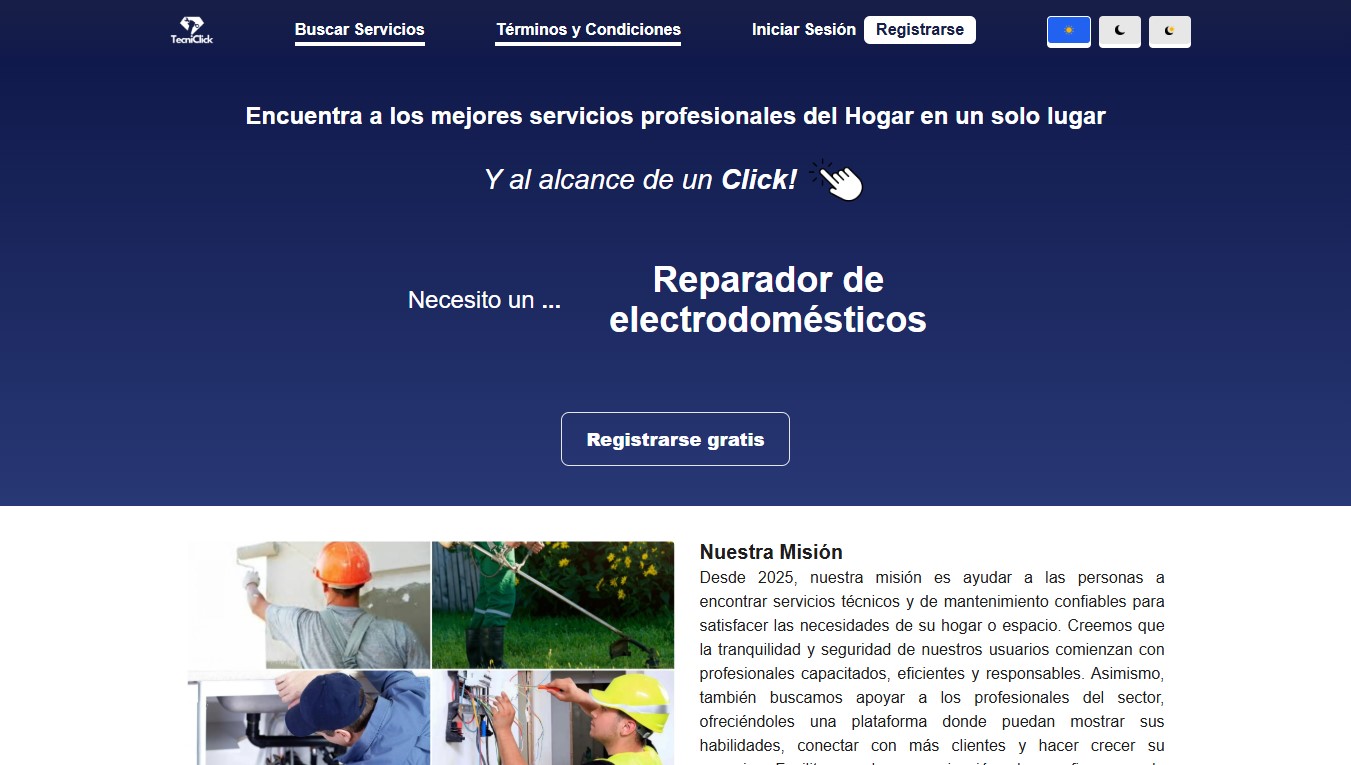 TecniClick
Buscar Servicios
Términos y Condiciones
Iniciar Sesión
Registrarse
Encuentra a los mejores servicios profesionales del Hogar en un solo lugar
Y al alcance de un Click!
Necesito un ...
Reparador de
electrodomésticos
Registrarse gratis
Nuestra Misión
Desde 2025, nuestra misión es ayudar a las personas a
encontrar servicios técnicos y de mantenimiento confiables para
satisfacer las necesidades de su hogar o espacio. Creemos que
la tranquilidad y seguridad de nuestros usuarios comienzan con
profesionales capacitados, eficientes y responsables. Asimismo,
también buscamos apoyar a los profesionales del sector,
ofreciéndoles una plataforma donde puedan mostrar sus
habilidades, conectar con más clientes y hacer crecer su